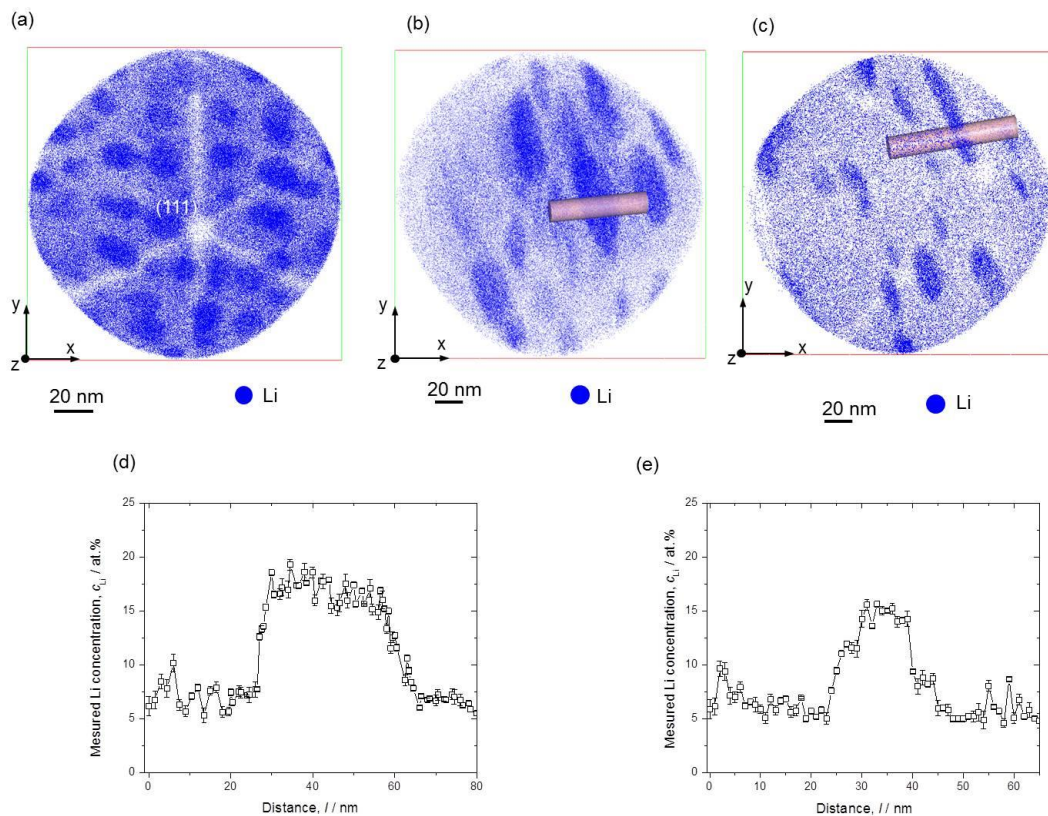 (a)
(b)
(c)
(111)
y
z
x
20 nm
Li
y
z
x
20 nm
Li
y
z
x
20 nm
Li
(d)
Mesured Li concentration, cLi / at.%
25
20
15
10
5
0
0 20 40 60 80
Distance, l / nm
(e)
Mesured Li concentration, cLi / at.%
25
20
15
10
5
0
0 10 20 30 40 50 60
Distance, l / nm